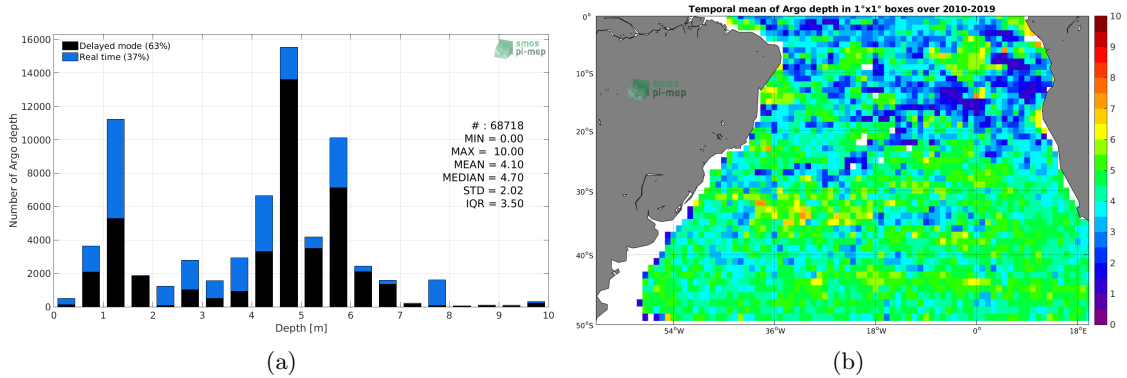 Delayed mode (63%)
Real time (37%)
smos
pi-mep
# : 68718
MIN = 0.00
MAX = 10.00
MEAN = 4.10
MEDIAN = 4.70
STD = 2.02
IQR = 3.50
Number of Argo depth
16000
14000
12000
10000
8000
6000
4000
2000
0
0 1 2 3 4 5 6 7 8 9 10
Depth [m]
(a)
Temporal mean of Argo depth in 1°x1° boxes over 2010-2019
smos
pi-mep
0°
10°S
20°S
30°S
40°S
50°S
54°W 36°W 18°W 0° 18°E
10
9
8
7
6
5
4
3
2
1
0
(b)